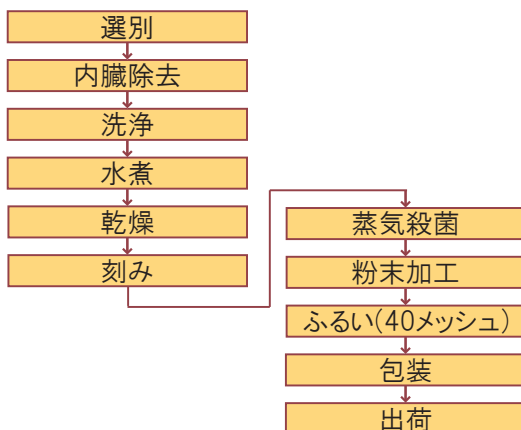 選別
内臓除去
洗浄
水煮
乾燥
刻み
蒸気殺菌
粉末加工
ふるい(40メッシュ)
包装
出荷